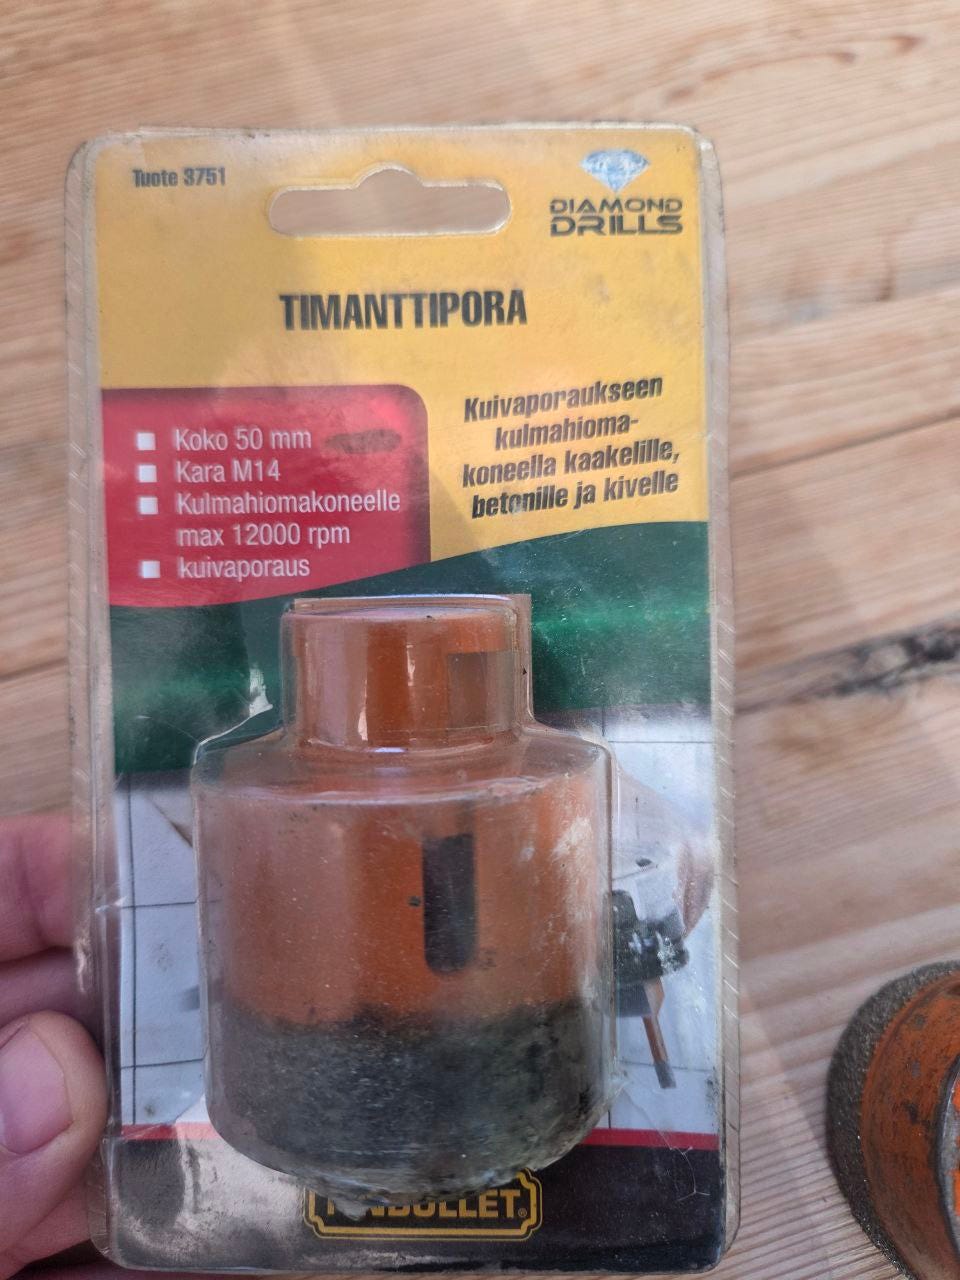 Tuote 3751
DIAMOND
DRILLS
TIMANTTIPORA
Koko 50 mm
Kara M14
Kulmahiomakoneelle
max 12000 rpm
kuivaporaus
Kuivaporaukseen
kulmahioma-
koneella kaakelille,
betonille ja kivelle